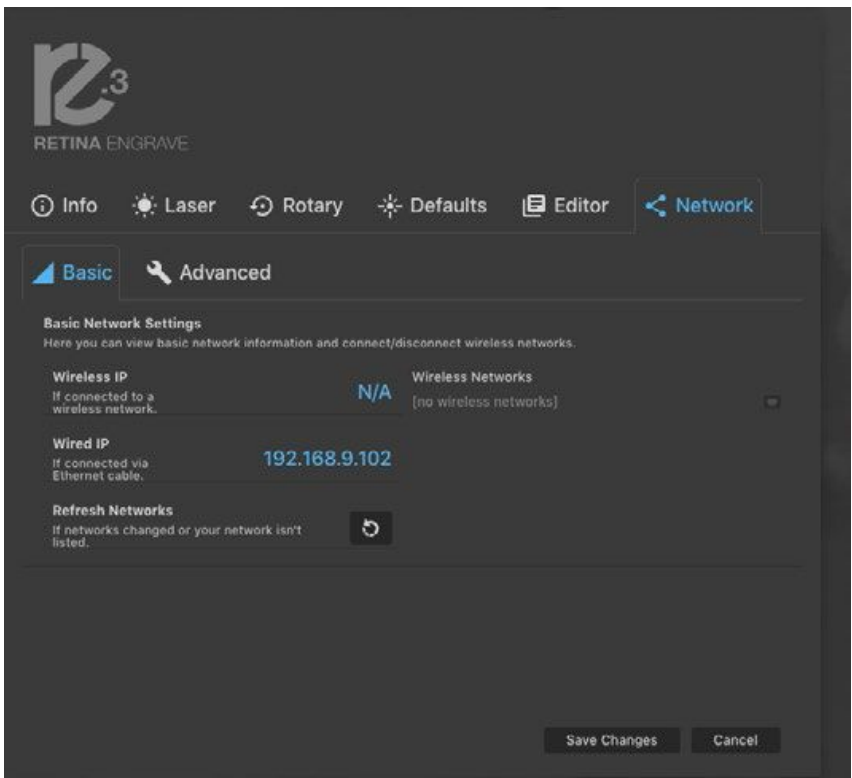 rz.3
RETINA ENGRAVE
Info Laser Rotary Defaults Editor Network
Basic Advanced
Basic Network Settings
Here you can view basic network information and connect/disconnect wireless networks.
Wireless IP
If connected to a
wireless network.
N/A
Wireless Networks
[no wireless networks]
Wired IP
If connected via
Ethernet cable.
192.168.9.102
Refresh Networks
If networks changed or your network isn't
listed.
Save Changes Cancel